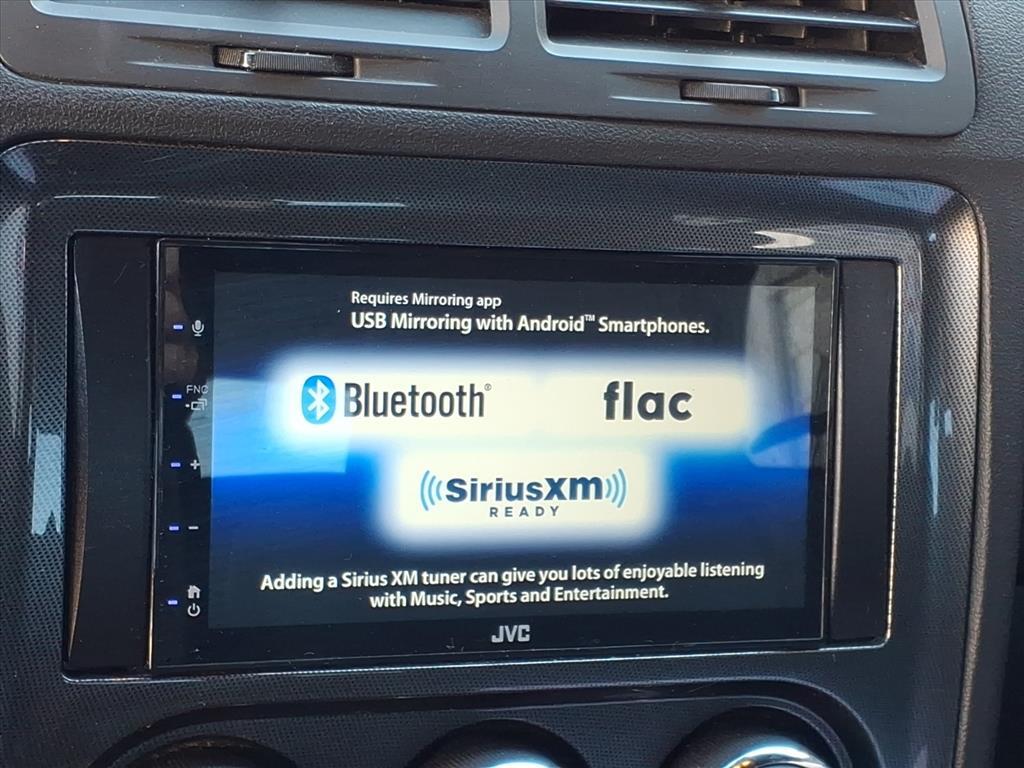 Requires Mirroring app
USB Mirroring with Android™ Smartphones.
Bluetooth®
flac
FNC
+
((( SiriusXM )))
READY
−
Adding a Sirius XM tuner can give you lots of enjoyable listening
with Music, Sports and Entertainment.
JVC